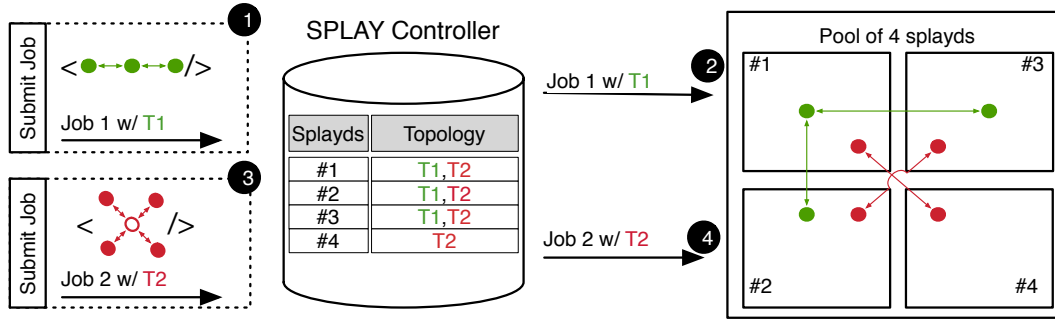 1
Submit Job
< />
Job 1 w/ T1
3
Submit Job
< />
Job 2 w/ T2
SPLAY Controller
Splayds Topology
#1 T1,T2
#2 T1,T2
#3 T1,T2
#4 T2
Job 1 w/ T1
2
Job 2 w/ T2
4
Pool of 4 splayds
#1 #3
#2 #4